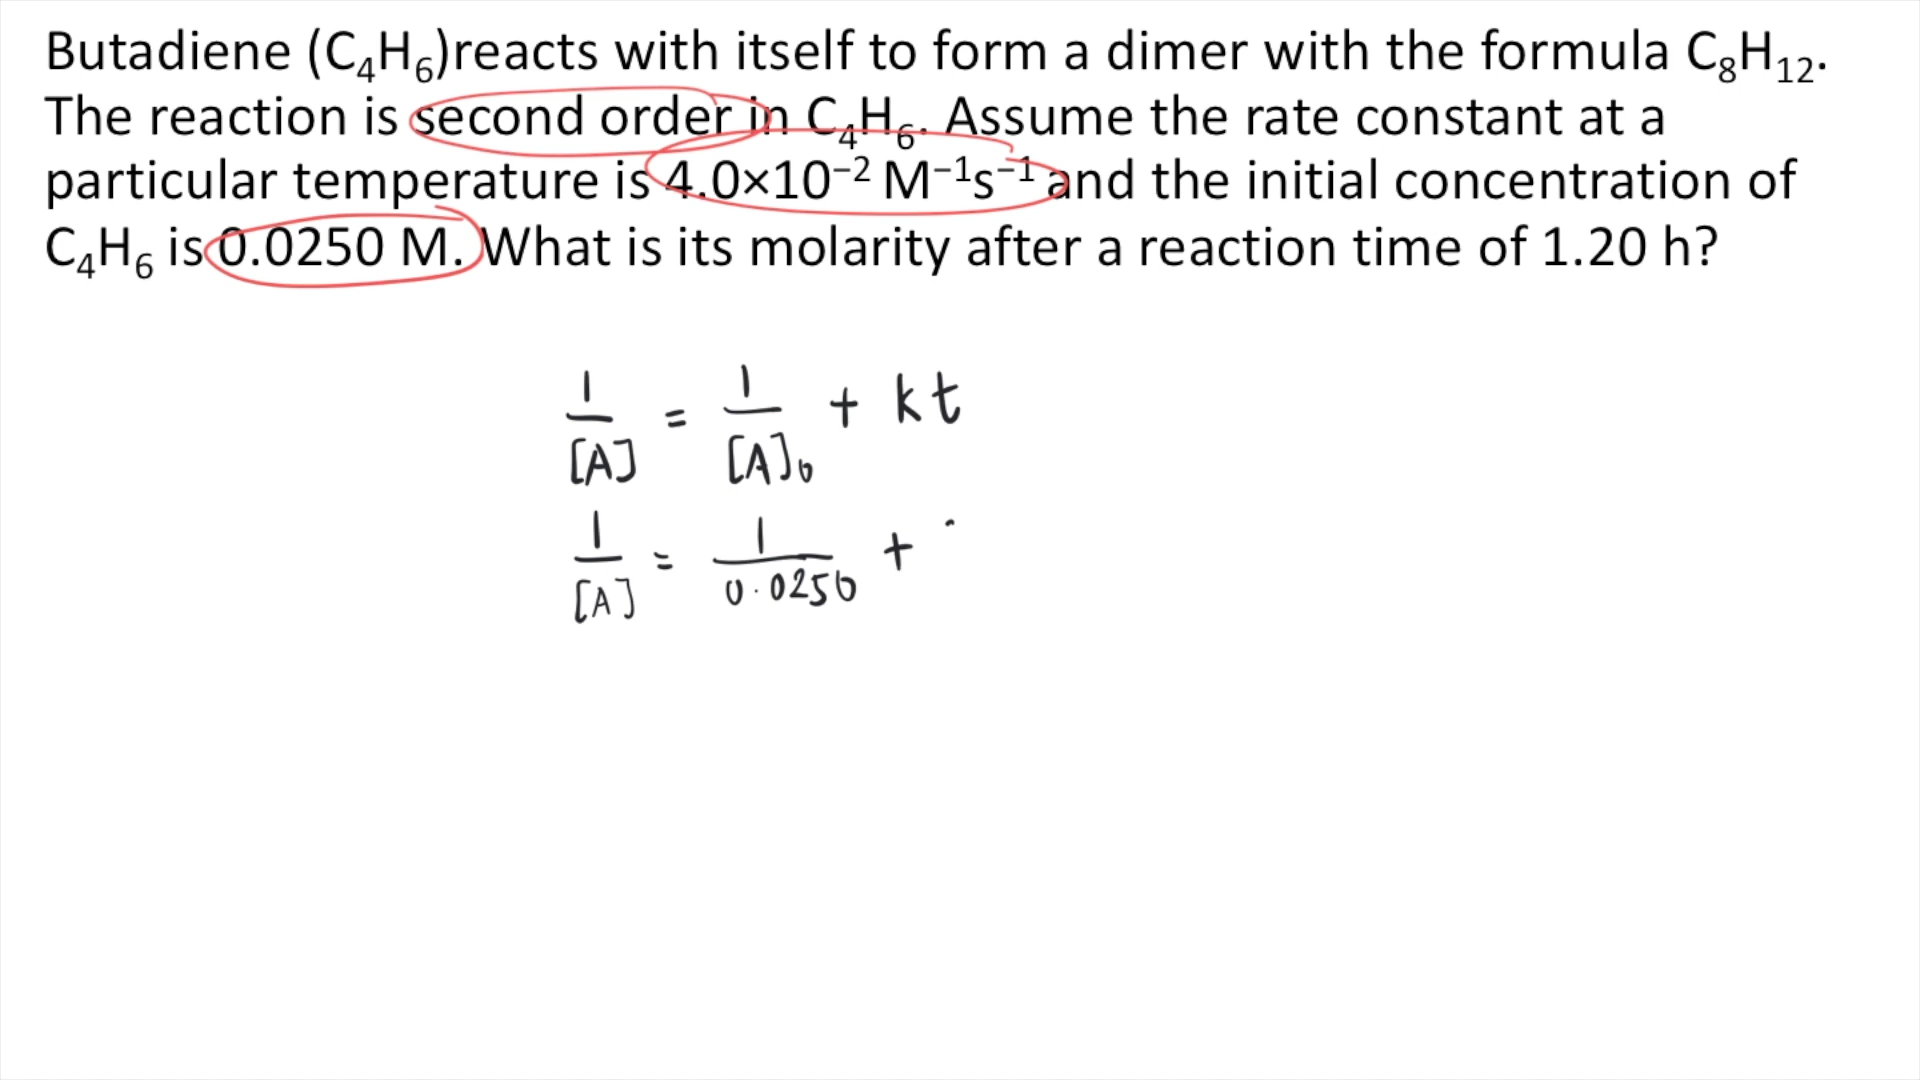 Butadiene (C₄H₆)reacts with itself to form a dimer with the formula C₈H₁₂.
The reaction is second order in C₄H₆. Assume the rate constant at a
particular temperature is 4.0×10⁻² M⁻¹s⁻¹ and the initial concentration of
C₄H₆ is 0.0250 M. What is its molarity after a reaction time of 1.20 h?
1/[A] = 1/[A]₀ + kt
1/[A] = 1/0.0250 +